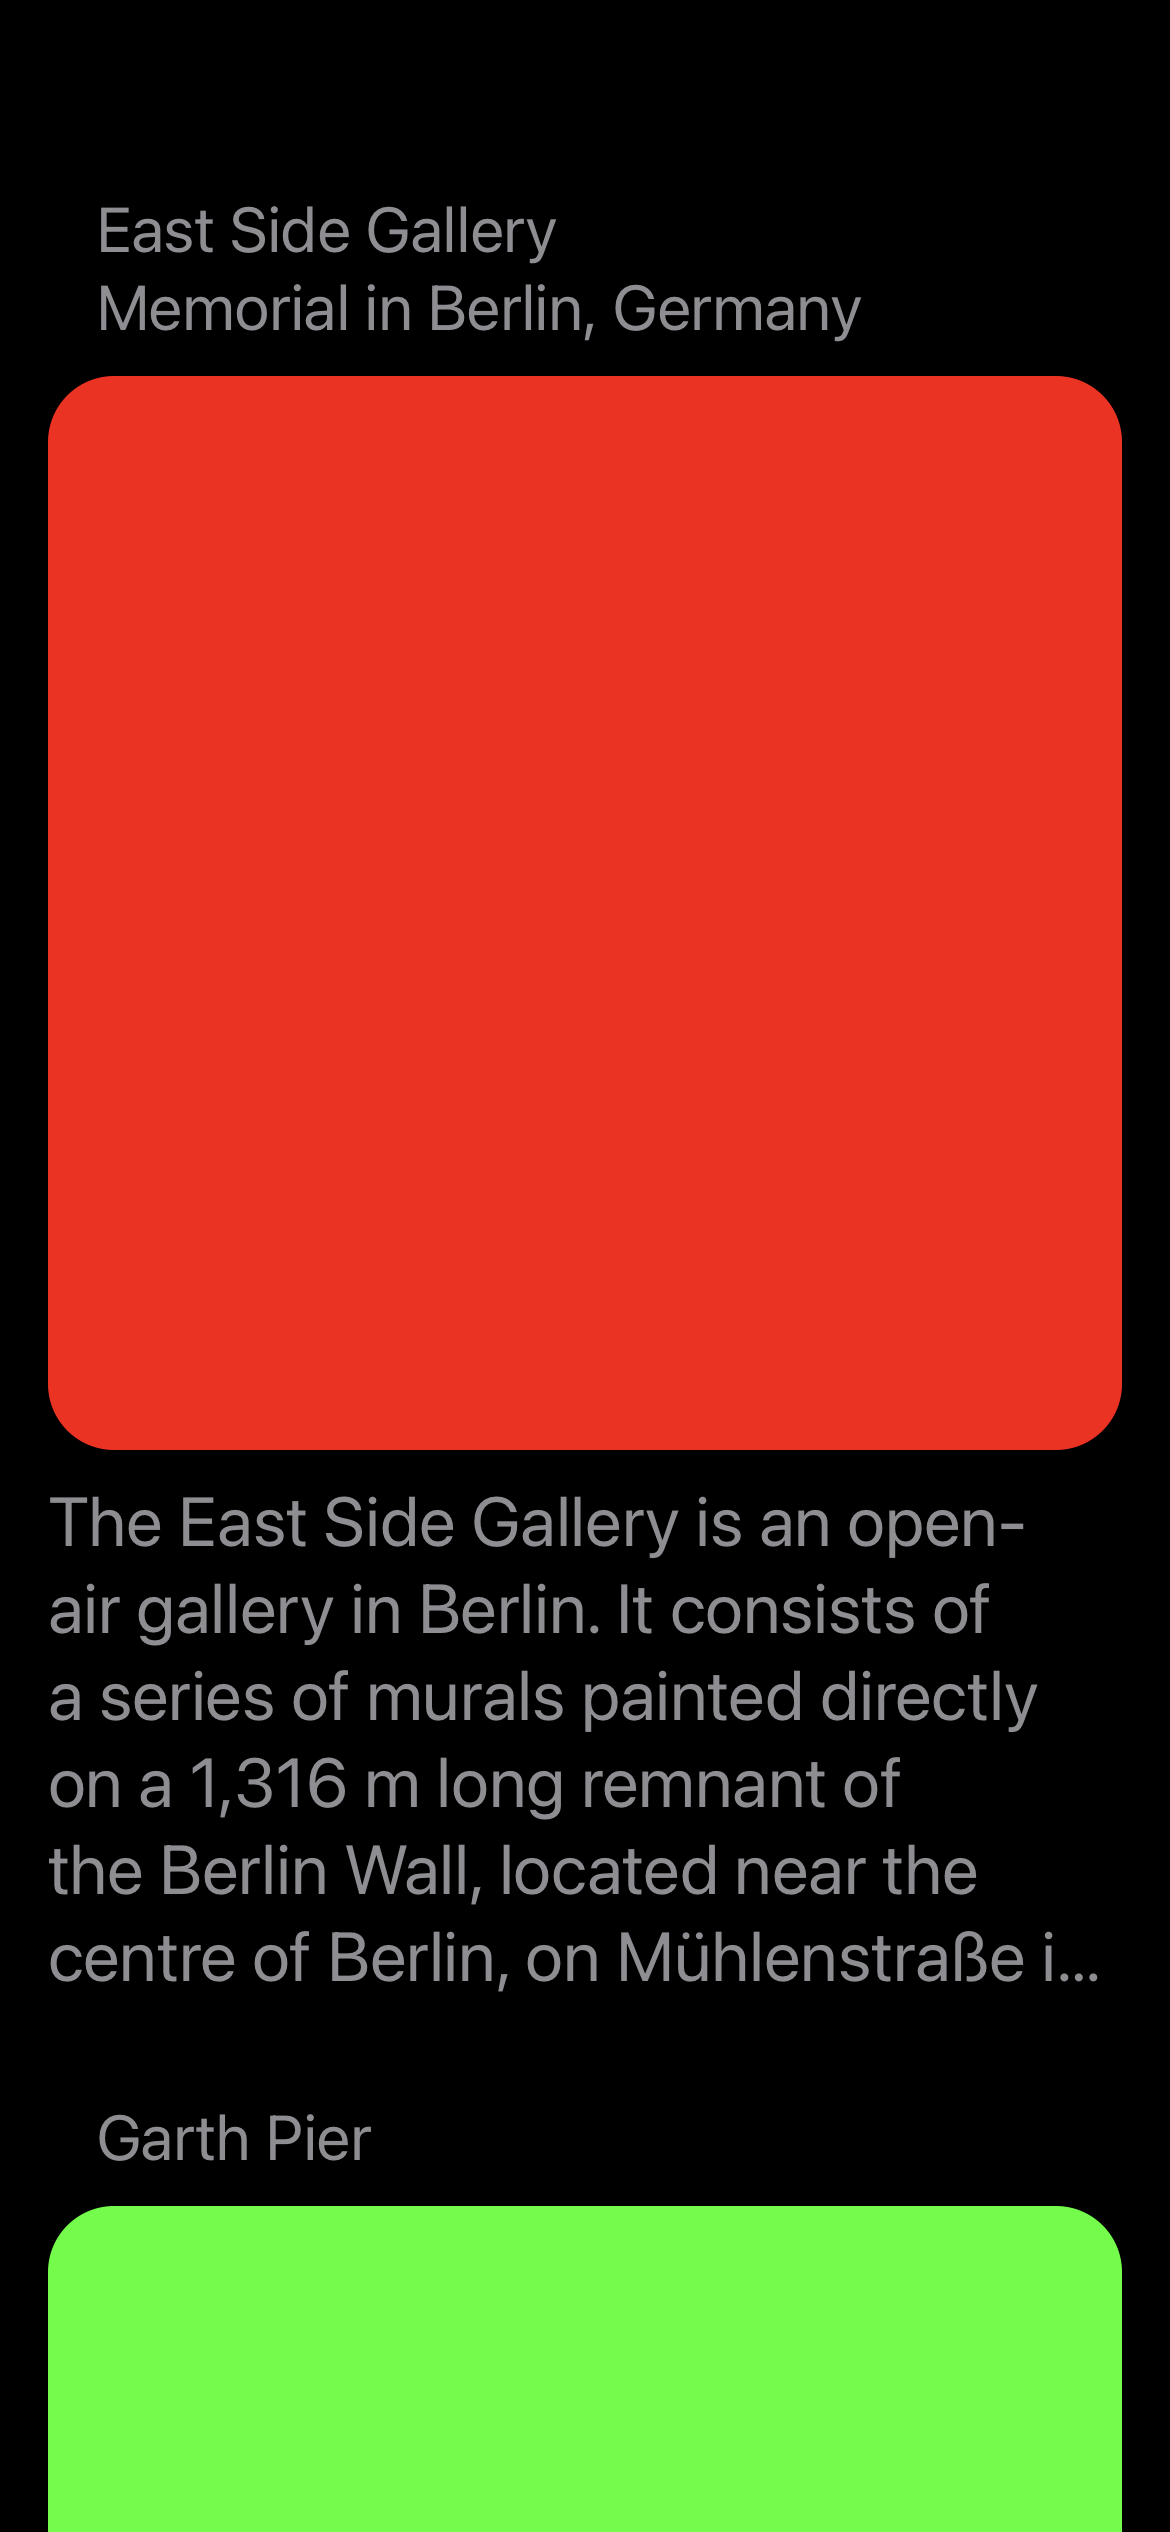 East Side Gallery
Memorial in Berlin, Germany
The East Side Gallery is an open-
air gallery in Berlin. It consists of
a series of murals painted directly
on a 1,316 m long remnant of
the Berlin Wall, located near the
centre of Berlin, on Mühlenstraße i…
Garth Pier